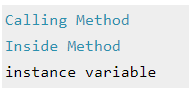 Calling Method
Inside Method
instance variable